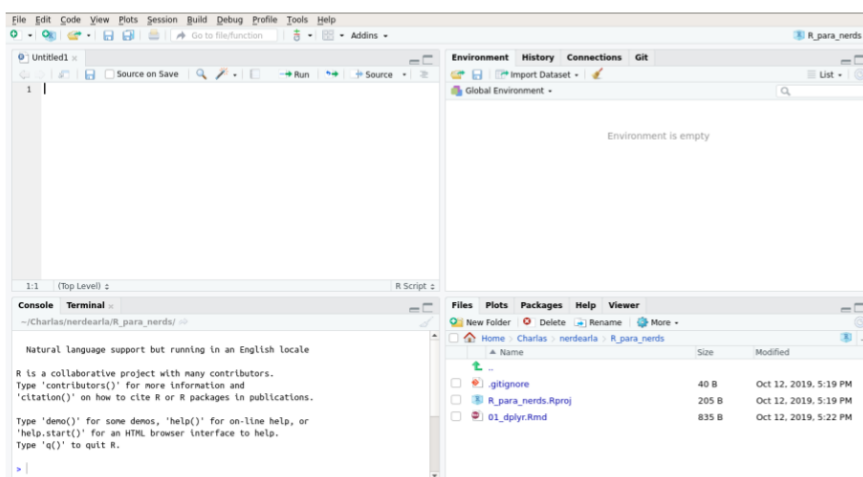 File Edit Code View Plots Session Build Debug Profile Tools Help
Go to file/function Addins R_para_nerds
Untitled1
Source on Save Run Source
1
1:1 (Top Level) R Script
Console Terminal
~/Charlas/nerdearla/R_para_nerds/
Natural language support but running in an English locale
R is a collaborative project with many contributors.
Type 'contributors()' for more information and
'citation()' on how to cite R or R packages in publications.
Type 'demo()' for some demos, 'help()' for on-line help, or
'help.start()' for an HTML browser interface to help.
Type 'q()' to quit R.
>
Environment History Connections Git
Import Dataset List
Global Environment
Environment is empty
Files Plots Packages Help Viewer
New Folder Delete Rename More
Home Charlas nerdearla R_para_nerds
Name Size Modified
..
.gitignore 40 B Oct 12, 2019, 5:19 PM
R_para_nerds.Rproj 205 B Oct 12, 2019, 5:19 PM
01_dplyr.Rmd 835 B Oct 12, 2019, 5:22 PM